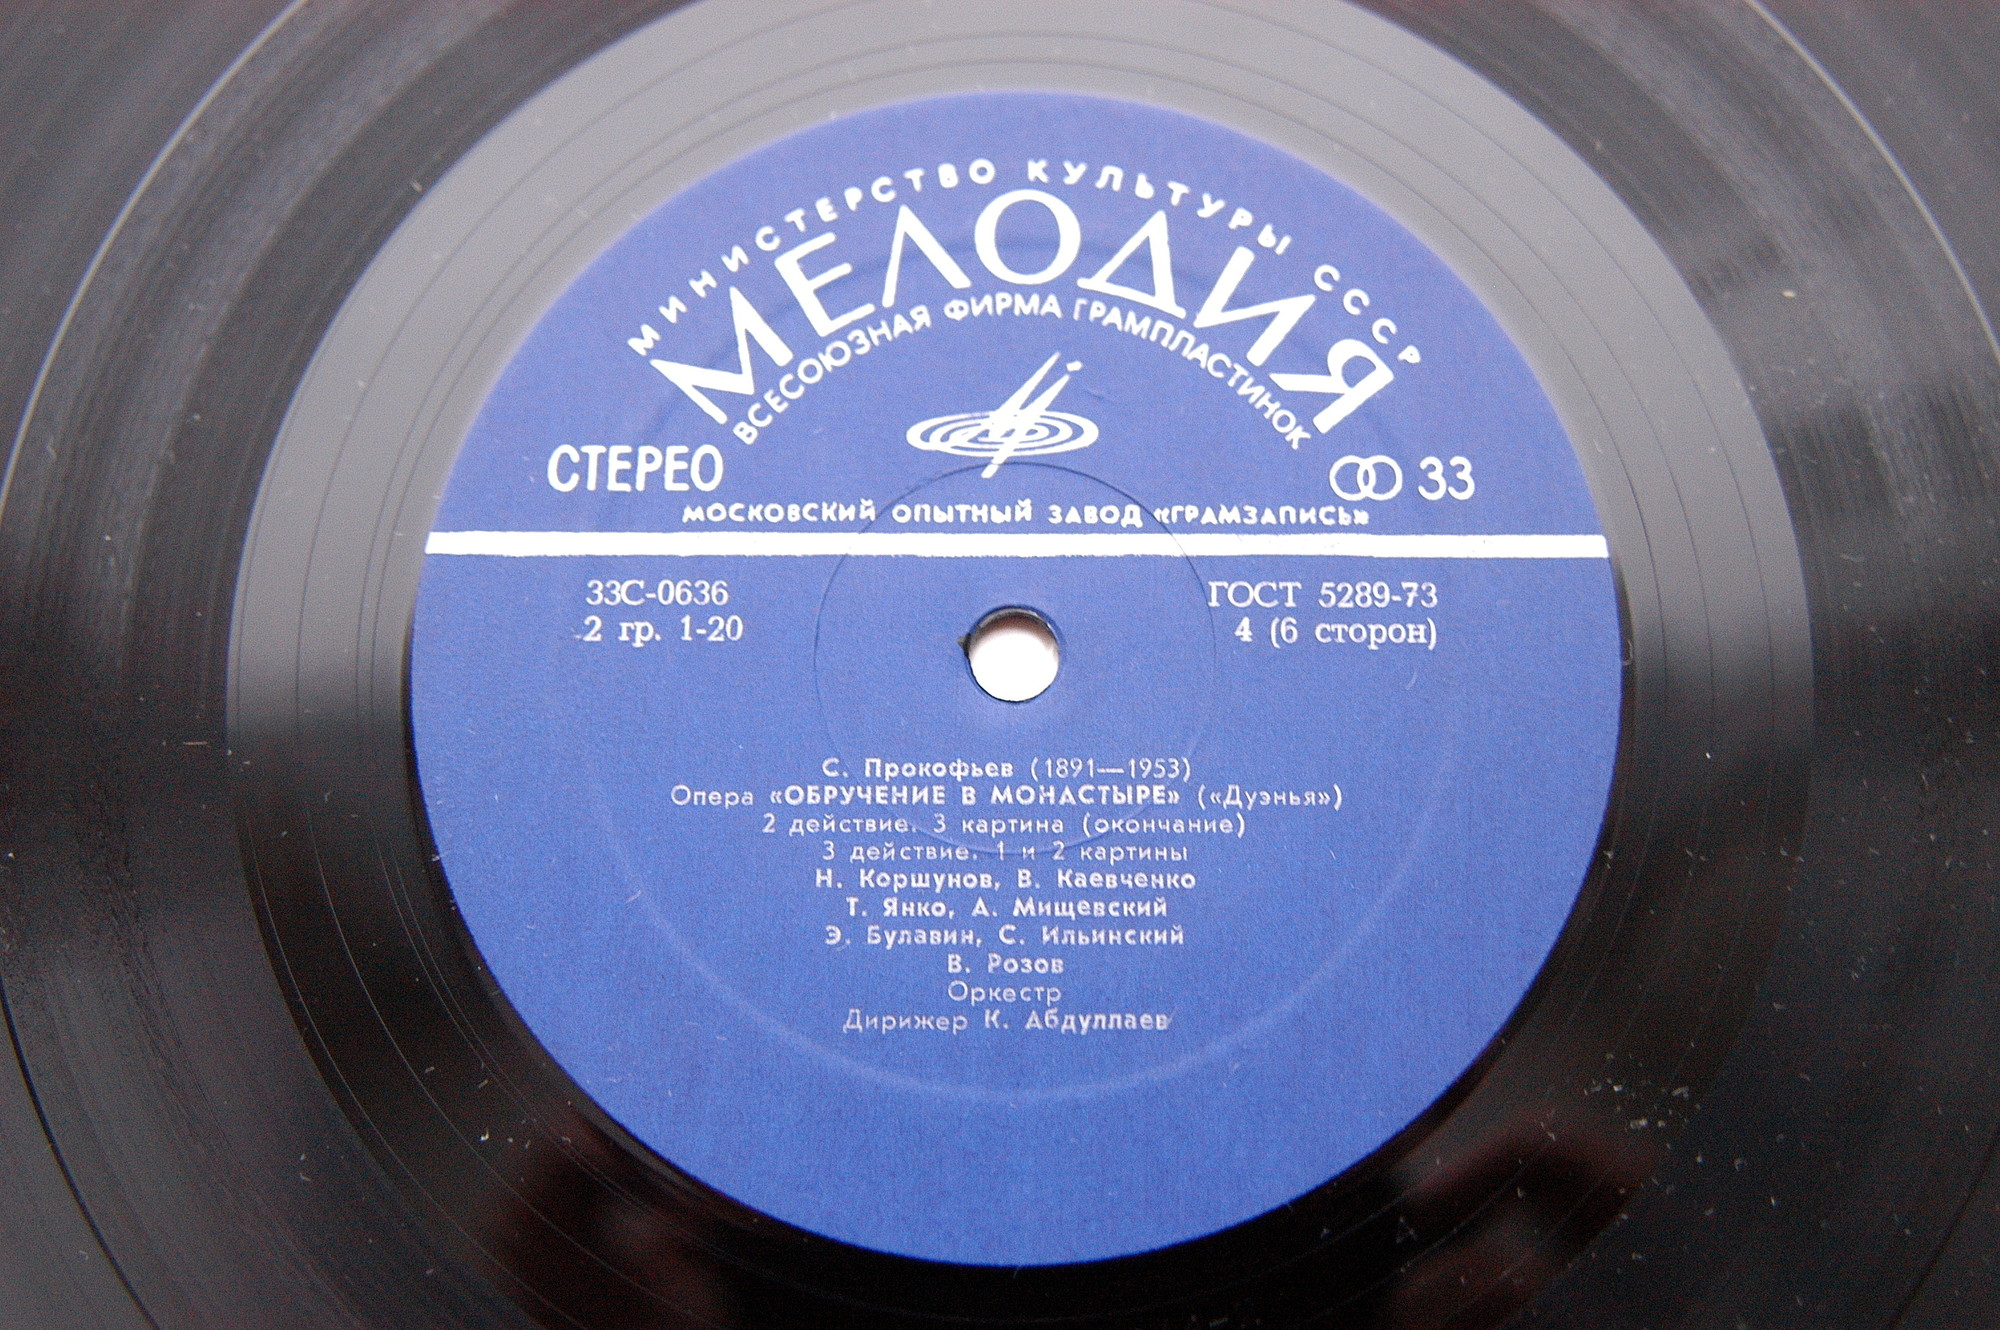 МИНИСТЕРСТВО КУЛЬТУРЫ СССР
МЕЛОДИЯ
ВСЕСОЮЗНАЯ ФИРМА ГРАМПЛАСТИНОК
СТЕРЕО
33
МОСКОВСКИЙ ОПЫТНЫЙ ЗАВОД «ГРАМЗАПИСЬ»
33С-0636
ГОСТ 5289-73
2 гр. 1-20
4 (6 сторон)
С. Прокофьев (1891—1953)
Опера «ОБРУЧЕНИЕ В МОНАСТЫРЕ» («Дуэнья»)
2 действие. 3 картина (окончание)
3 действие. 1 и 2 картины
Н. Коршунов, В. Каевченко
Т. Янко, А. Мищевский
Э. Булавин, С. Ильинский
В. Розов
Оркестр
Дирижер К. Абдуллаев